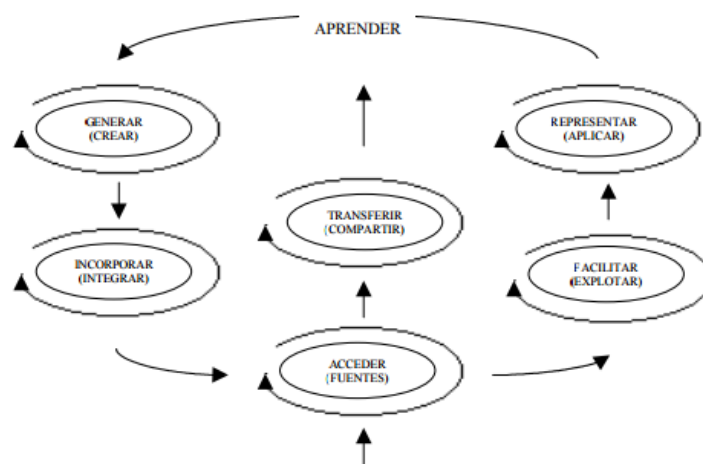 APRENDER
GENERAR
(CREAR)
REPRESENTAR
(APLICAR)
TRANSFERIR
(COMPARTIR)
INCORPORAR
(INTEGRAR)
FACILITAR
(EXPLOTAR)
ACCEDER
(FUENTES)